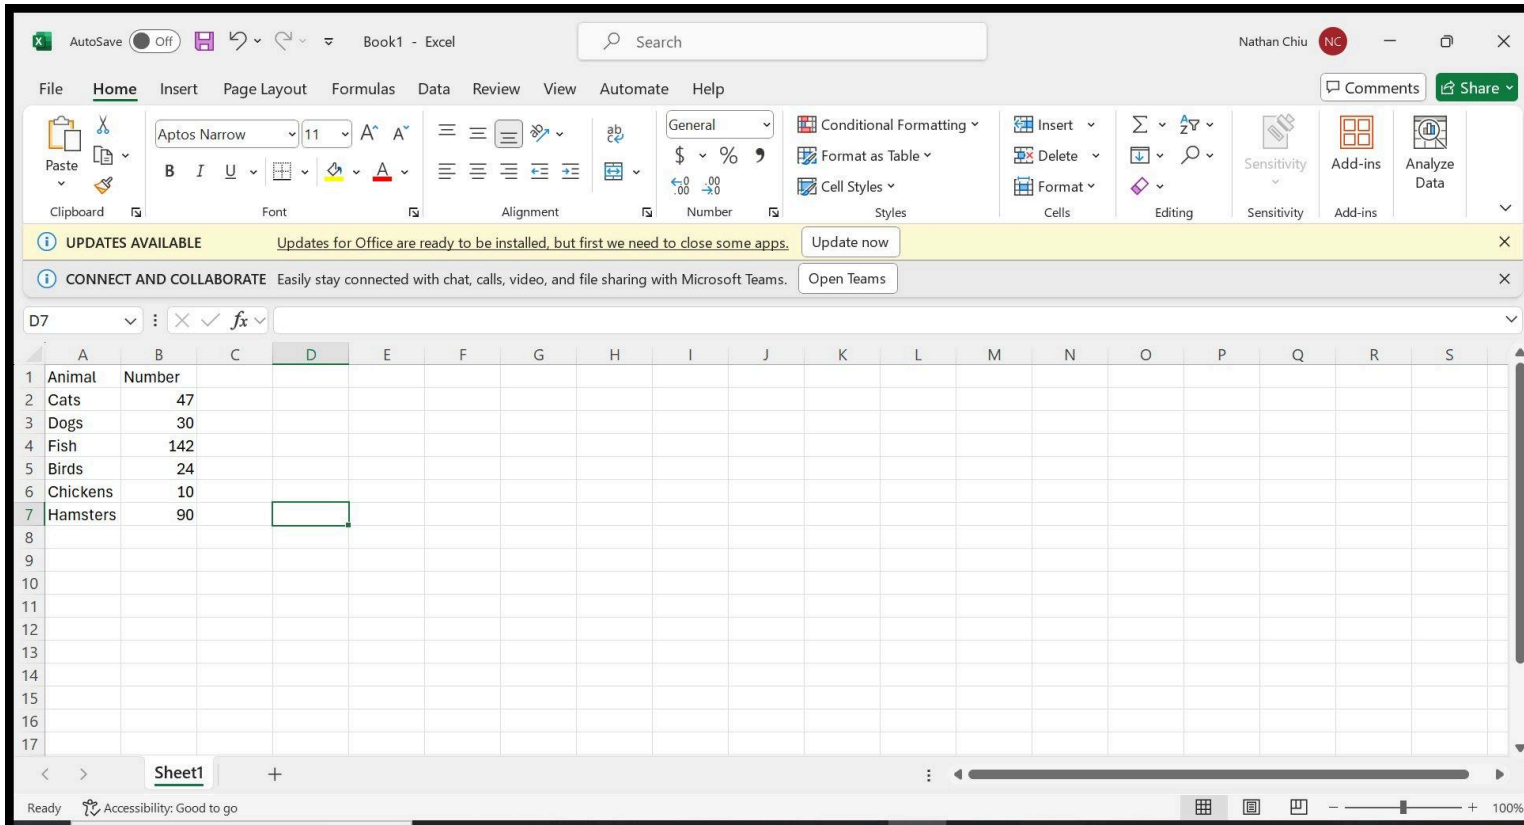 AutoSave Off Book1 - Excel Search Nathan Chiu NC
File Home Insert Page Layout Formulas Data Review View Automate Help Comments Share
Paste
Clipboard
Aptos Narrow 11
B I U A
Font
Alignment
General
$ % 9
Number
Conditional Formatting
Format as Table
Cell Styles
Styles
Insert
Delete
Format
Cells
Editing
Sensitivity
Sensitivity
Add-ins
Add-ins
Analyze
Data
UPDATES AVAILABLE Updates for Office are ready to be installed, but first we need to close some apps. Update now
CONNECT AND COLLABORATE Easily stay connected with chat, calls, video, and file sharing with Microsoft Teams. Open Teams
D7 fx
A B C D E F G H I J K L M N O P Q R S
1 Animal Number
2 Cats 47
3 Dogs 30
4 Fish 142
5 Birds 24
6 Chickens 10
7 Hamsters 90
8
9
10
11
12
13
14
15
16
17
Sheet1
Ready Accessibility: Good to go 100%